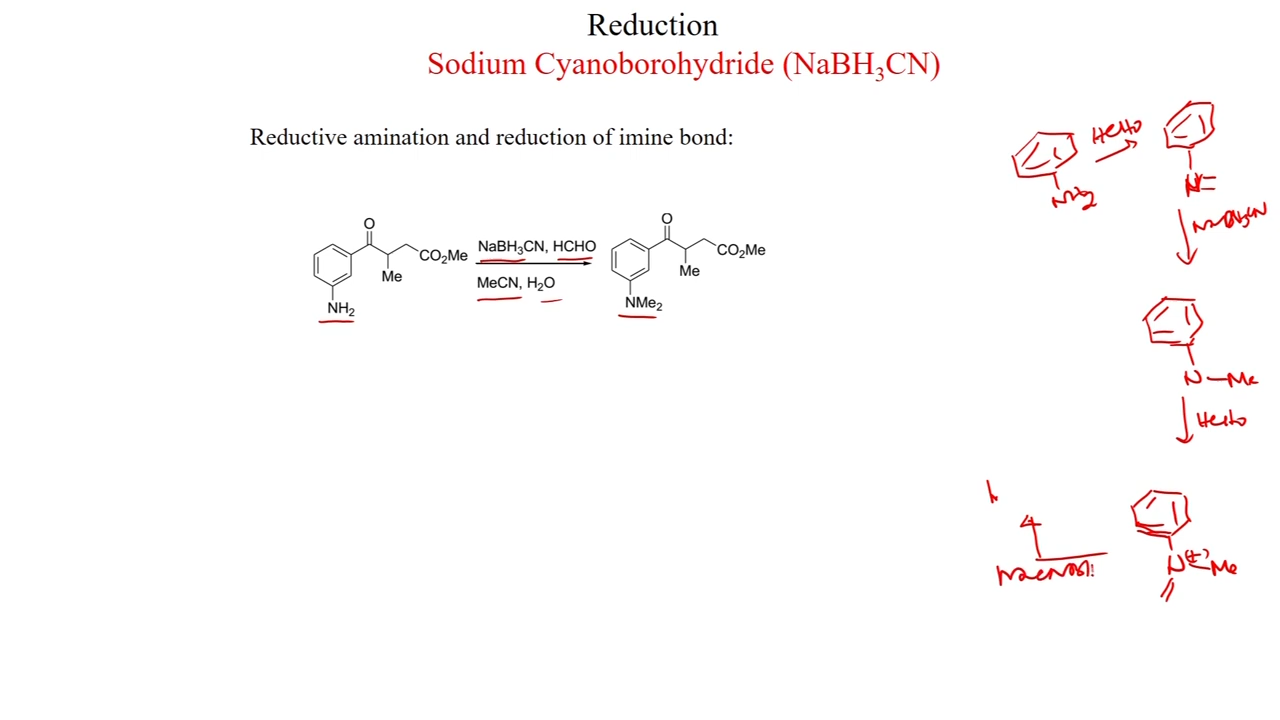 Reduction
Sodium Cyanoborohydride (NaBH₃CN)
Reductive amination and reduction of imine bond:
HCHO
NH₂
N
O
CO₂Me
Me
NH₂
NaBH₃CN, HCHO
MeCN, H₂O
O
CO₂Me
Me
NMe₂
N-Me
HCHO
N(+)-Me